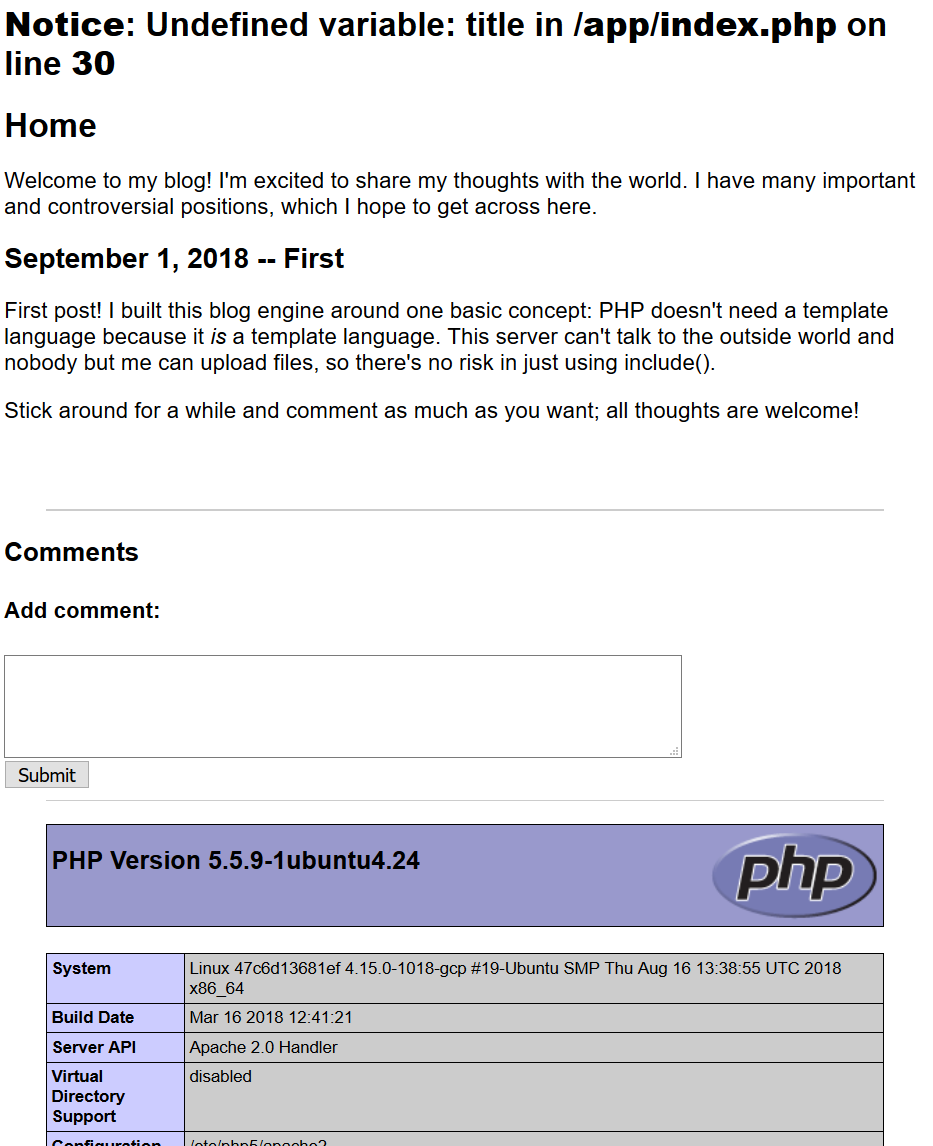 Notice: Undefined variable: title in /app/index.php on
line 30
Home
Welcome to my blog! I'm excited to share my thoughts with the world. I have many important
and controversial positions, which I hope to get across here.
September 1, 2018 -- First
First post! I built this blog engine around one basic concept: PHP doesn't need a template
language because it is a template language. This server can't talk to the outside world and
nobody but me can upload files, so there's no risk in just using include().
Stick around for a while and comment as much as you want; all thoughts are welcome!
Comments
Add comment:
Submit
PHP Version 5.5.9-1ubuntu4.24
php
System
Linux 47c6d13681ef 4.15.0-1018-gcp #19-Ubuntu SMP Thu Aug 16 13:38:55 UTC 2018
x86_64
Build Date
Mar 16 2018 12:41:21
Server API
Apache 2.0 Handler
Virtual
Directory
Support
disabled
Configuration
/etc/php5/apache2